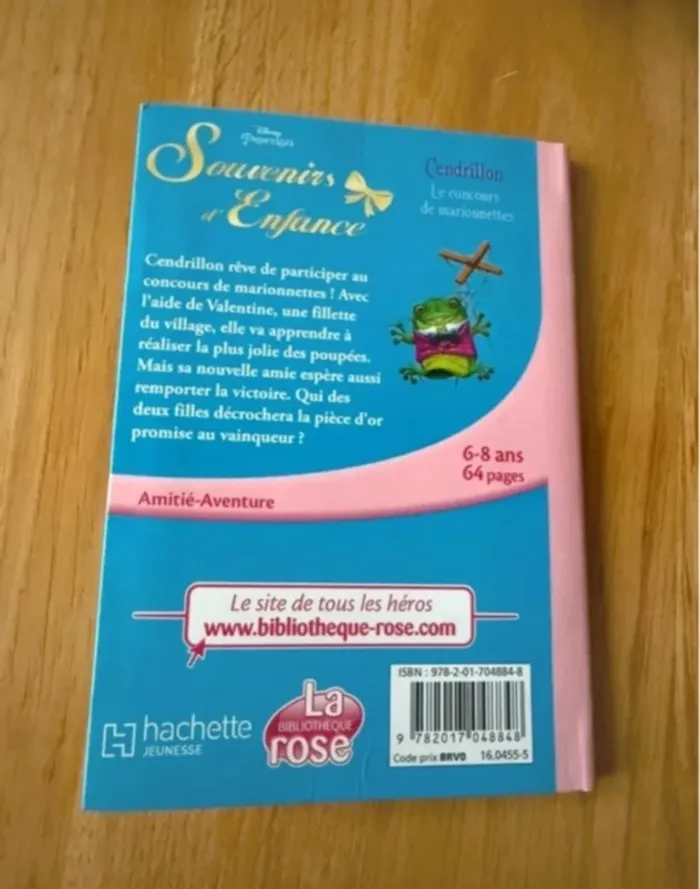 Disney
Princesses
Souvenirs
d'Enfance
Cendrillon
Le concours
de marionnettes
Cendrillon rêve de participer au
concours de marionnettes ! Avec
l'aide de Valentine, une fillette
du village, elle va apprendre à
réaliser la plus jolie des poupées.
Mais sa nouvelle amie espère aussi
remporter la victoire. Qui des
deux filles décrochera la pièce d'or
promise au vainqueur ?
6-8 ans
64 pages
Amitié-Aventure
Le site de tous les héros
www.bibliotheque-rose.com
hachette
JEUNESSE
La
BIBLIOTHÈQUE
rose
ISBN : 978-2-01-704884-8
9 782017 048848
Code prix BRV0 16.0455-5